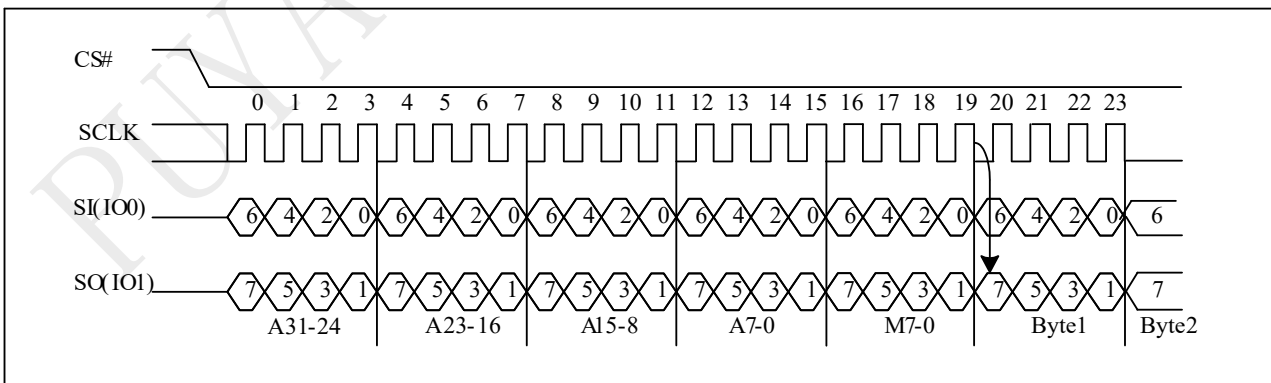 PUYA
CS#
0 1 2 3 4 5 6 7 8 9 10 11 12 13 14 15 16 17 18 19 20 21 22 23
SCLK
SI(IO0) 6 4 2 0 6 4 2 0 6 4 2 0 6 4 2 0 6 4 2 0 6 4 2 0 6
SO(IO1) 7 5 3 1 7 5 3 1 7 5 3 1 7 5 3 1 7 5 3 1 7 5 3 1 7
A31-24 A23-16 A15-8 A7-0 M7-0 Byte1 Byte2